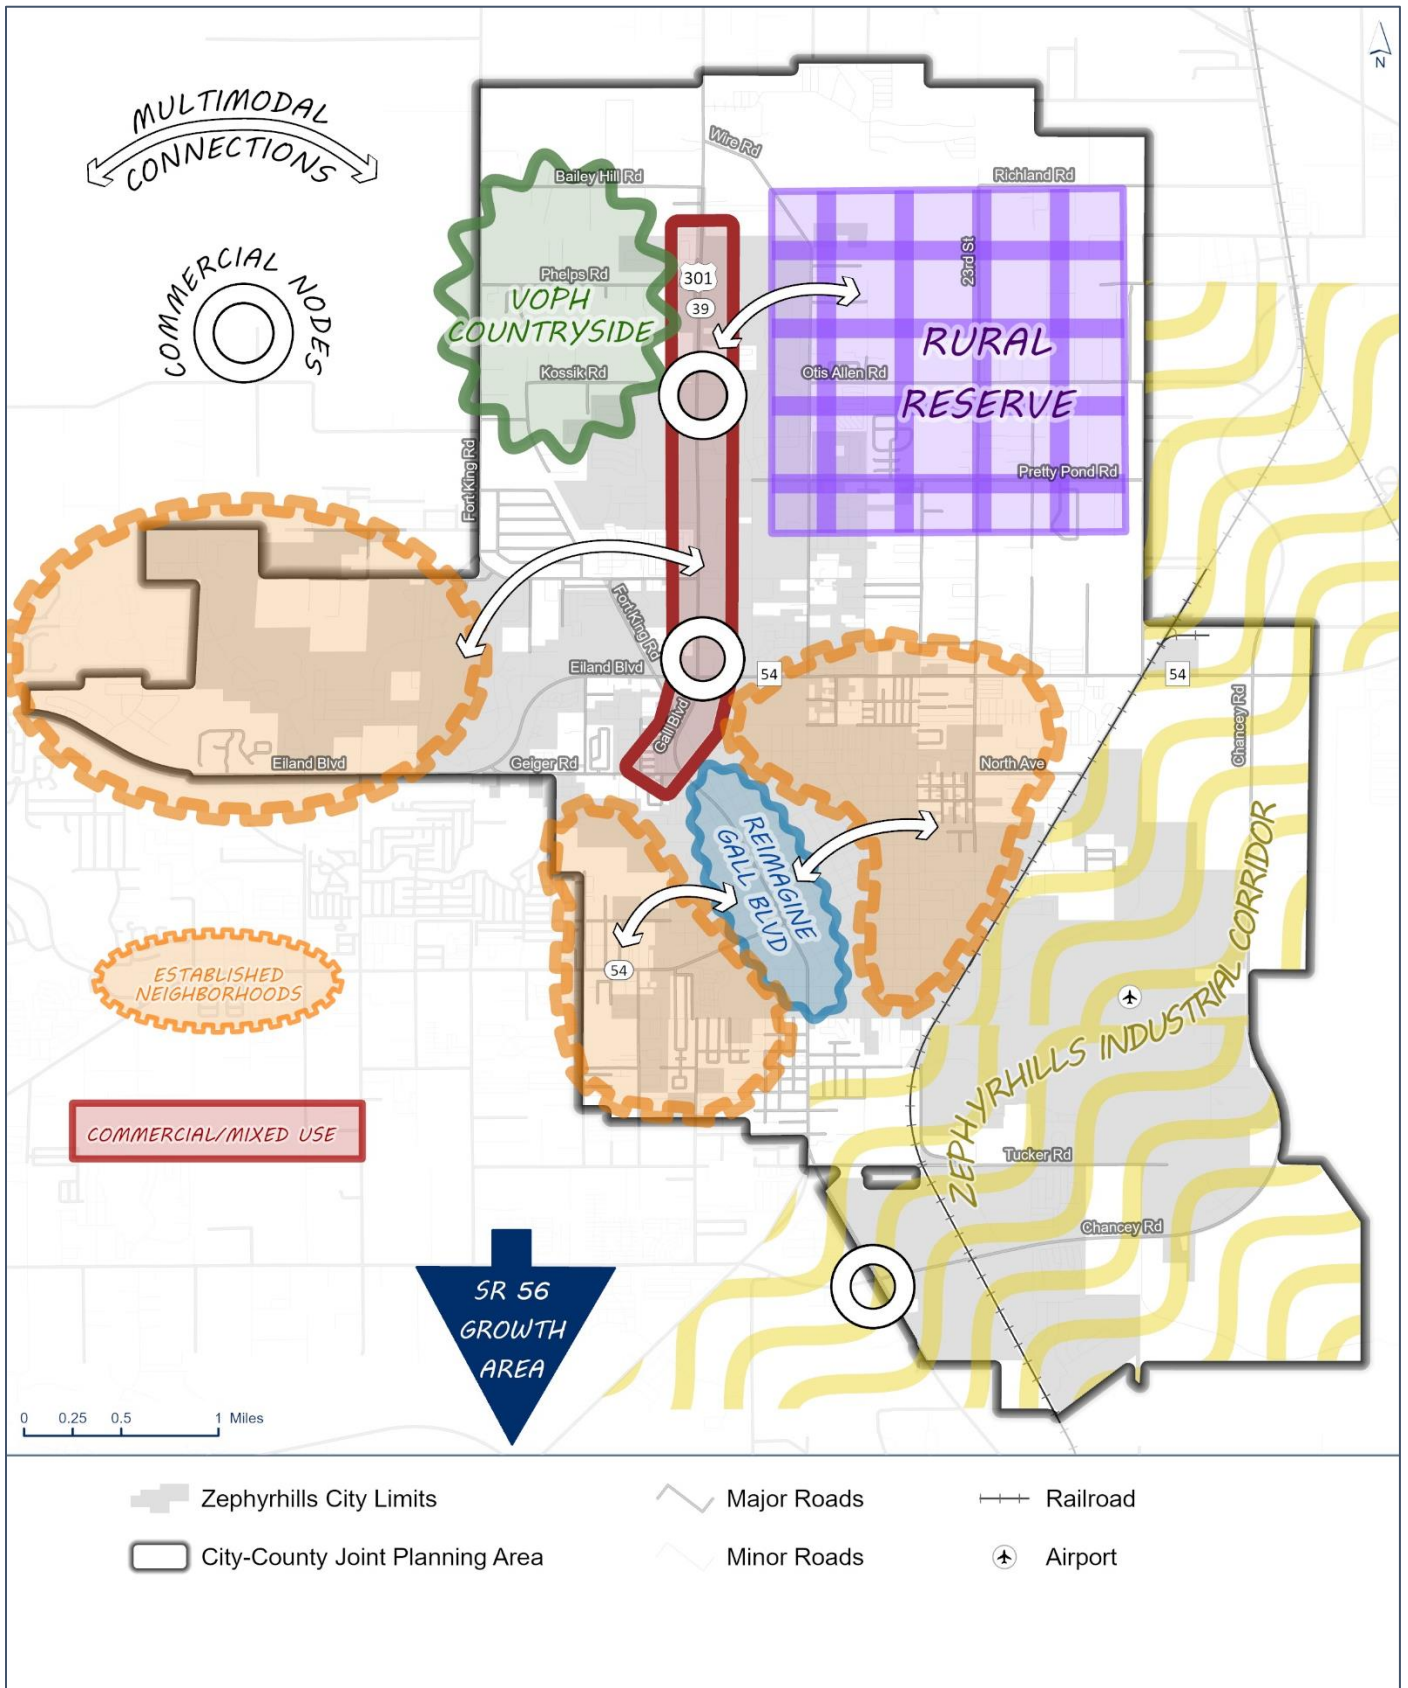 N
MULTIMODAL
CONNECTIONS
COMMERCIAL NODES
Wire Rd
Bailey Hill Rd
Richland Rd
23rd St
Phelps Rd
301
39
VOPH
COUNTRYSIDE
RURAL
RESERVE
Kossik Rd
Otis Allen Rd
Fort King Rd
Pretty Pond Rd
Fort King Rd
Eiland Blvd
54
54
Gall Blvd
Chancey Rd
Eiland Blvd
Geiger Rd
North Ave
REIMAGINE
GALL BLVD
54
ESTABLISHED
NEIGHBORHOODS
ZEPHYRHILLS INDUSTRIAL CORRIDOR
COMMERCIAL/MIXED USE
Tucker Rd
Chancey Rd
SR 56
GROWTH
AREA
0 0.25 0.5 1 Miles
Zephyrhills City Limits
Major Roads
Railroad
City-County Joint Planning Area
Minor Roads
Airport